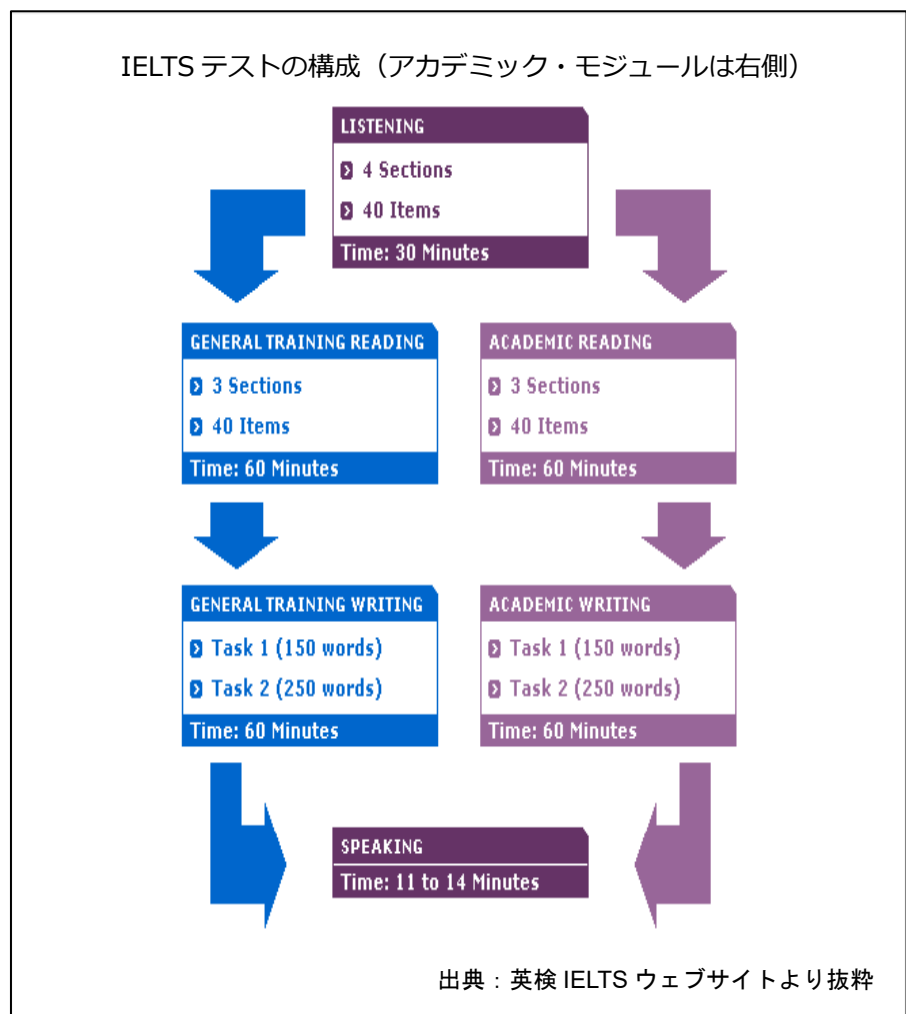 IELTS テストの構成（アカデミック・モジュールは右側）
LISTENING
4 Sections
40 Items
Time: 30 Minutes
GENERAL TRAINING READING
3 Sections
40 Items
Time: 60 Minutes
ACADEMIC READING
3 Sections
40 Items
Time: 60 Minutes
GENERAL TRAINING WRITING
Task 1 (150 words)
Task 2 (250 words)
Time: 60 Minutes
ACADEMIC WRITING
Task 1 (150 words)
Task 2 (250 words)
Time: 60 Minutes
SPEAKING
Time: 11 to 14 Minutes
出典：英検 IELTS ウェブサイトより抜粋